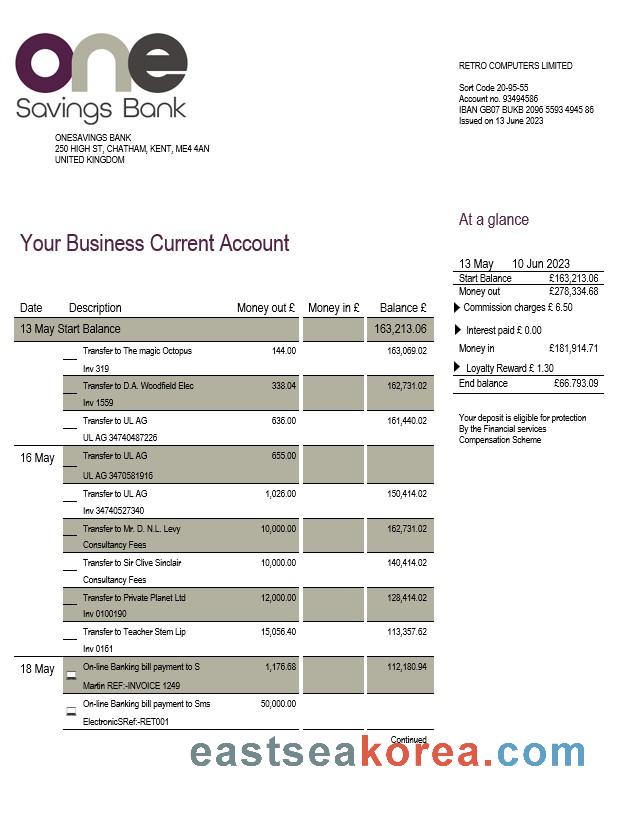 one
Savings Bank
RETRO COMPUTERS LIMITED
Sort Code 20-95-55
Account no. 93494586
IBAN GB07 BUKB 2096 5593 4945 86
Issued on 13 June 2023
ONESAVINGS BANK
250 HIGH ST, CHATHAM, KENT, ME4 4AN
UNITED KINGDOM
At a glance
Your Business Current Account
13 May 10 Jun 2023
Start Balance £163,213.06
Money out £278,334.68
Commission charges £ 6.50
Interest paid £ 0.00
Money in £181,914.71
Loyalty Reward £ 1.30
End balance £66.793.09
Your deposit is eligible for protection
By the Financial services
Compensation Scheme
Date Description Money out £ Money in £ Balance £
13 May Start Balance 163,213.06
Transfer to The magic Octopus 144.00 163,069.02
Inv 319
Transfer to D.A. Woodfield Elec 338.04 162,731.02
Inv 1559
Transfer to UL AG 636.00 161,440.02
UL AG 34740487226
16 May Transfer to UL AG 655.00
UL AG 3470581916
Transfer to UL AG 1,026.00 150,414.02
Inv 34740527340
Transfer to Mr. D. N.L. Levy 10,000.00 162,731.02
Consultancy Fees
Transfer to Sir Clive Sinclair 10,000.00 140,414.02
Consultancy Fees
Transfer to Private Planet Ltd 12,000.00 128,414.02
Inv 0100190
Transfer to Teacher Stem Lip 15,056.40 113,357.62
Inv 0161
18 May On-line Banking bill payment to S 1,176.68 112,180.94
Martin REF:-INVOICE 1249
On-line Banking bill payment to Sms 50,000.00
ElectronicSRef:-RET001
Continued
eastseakorea.com